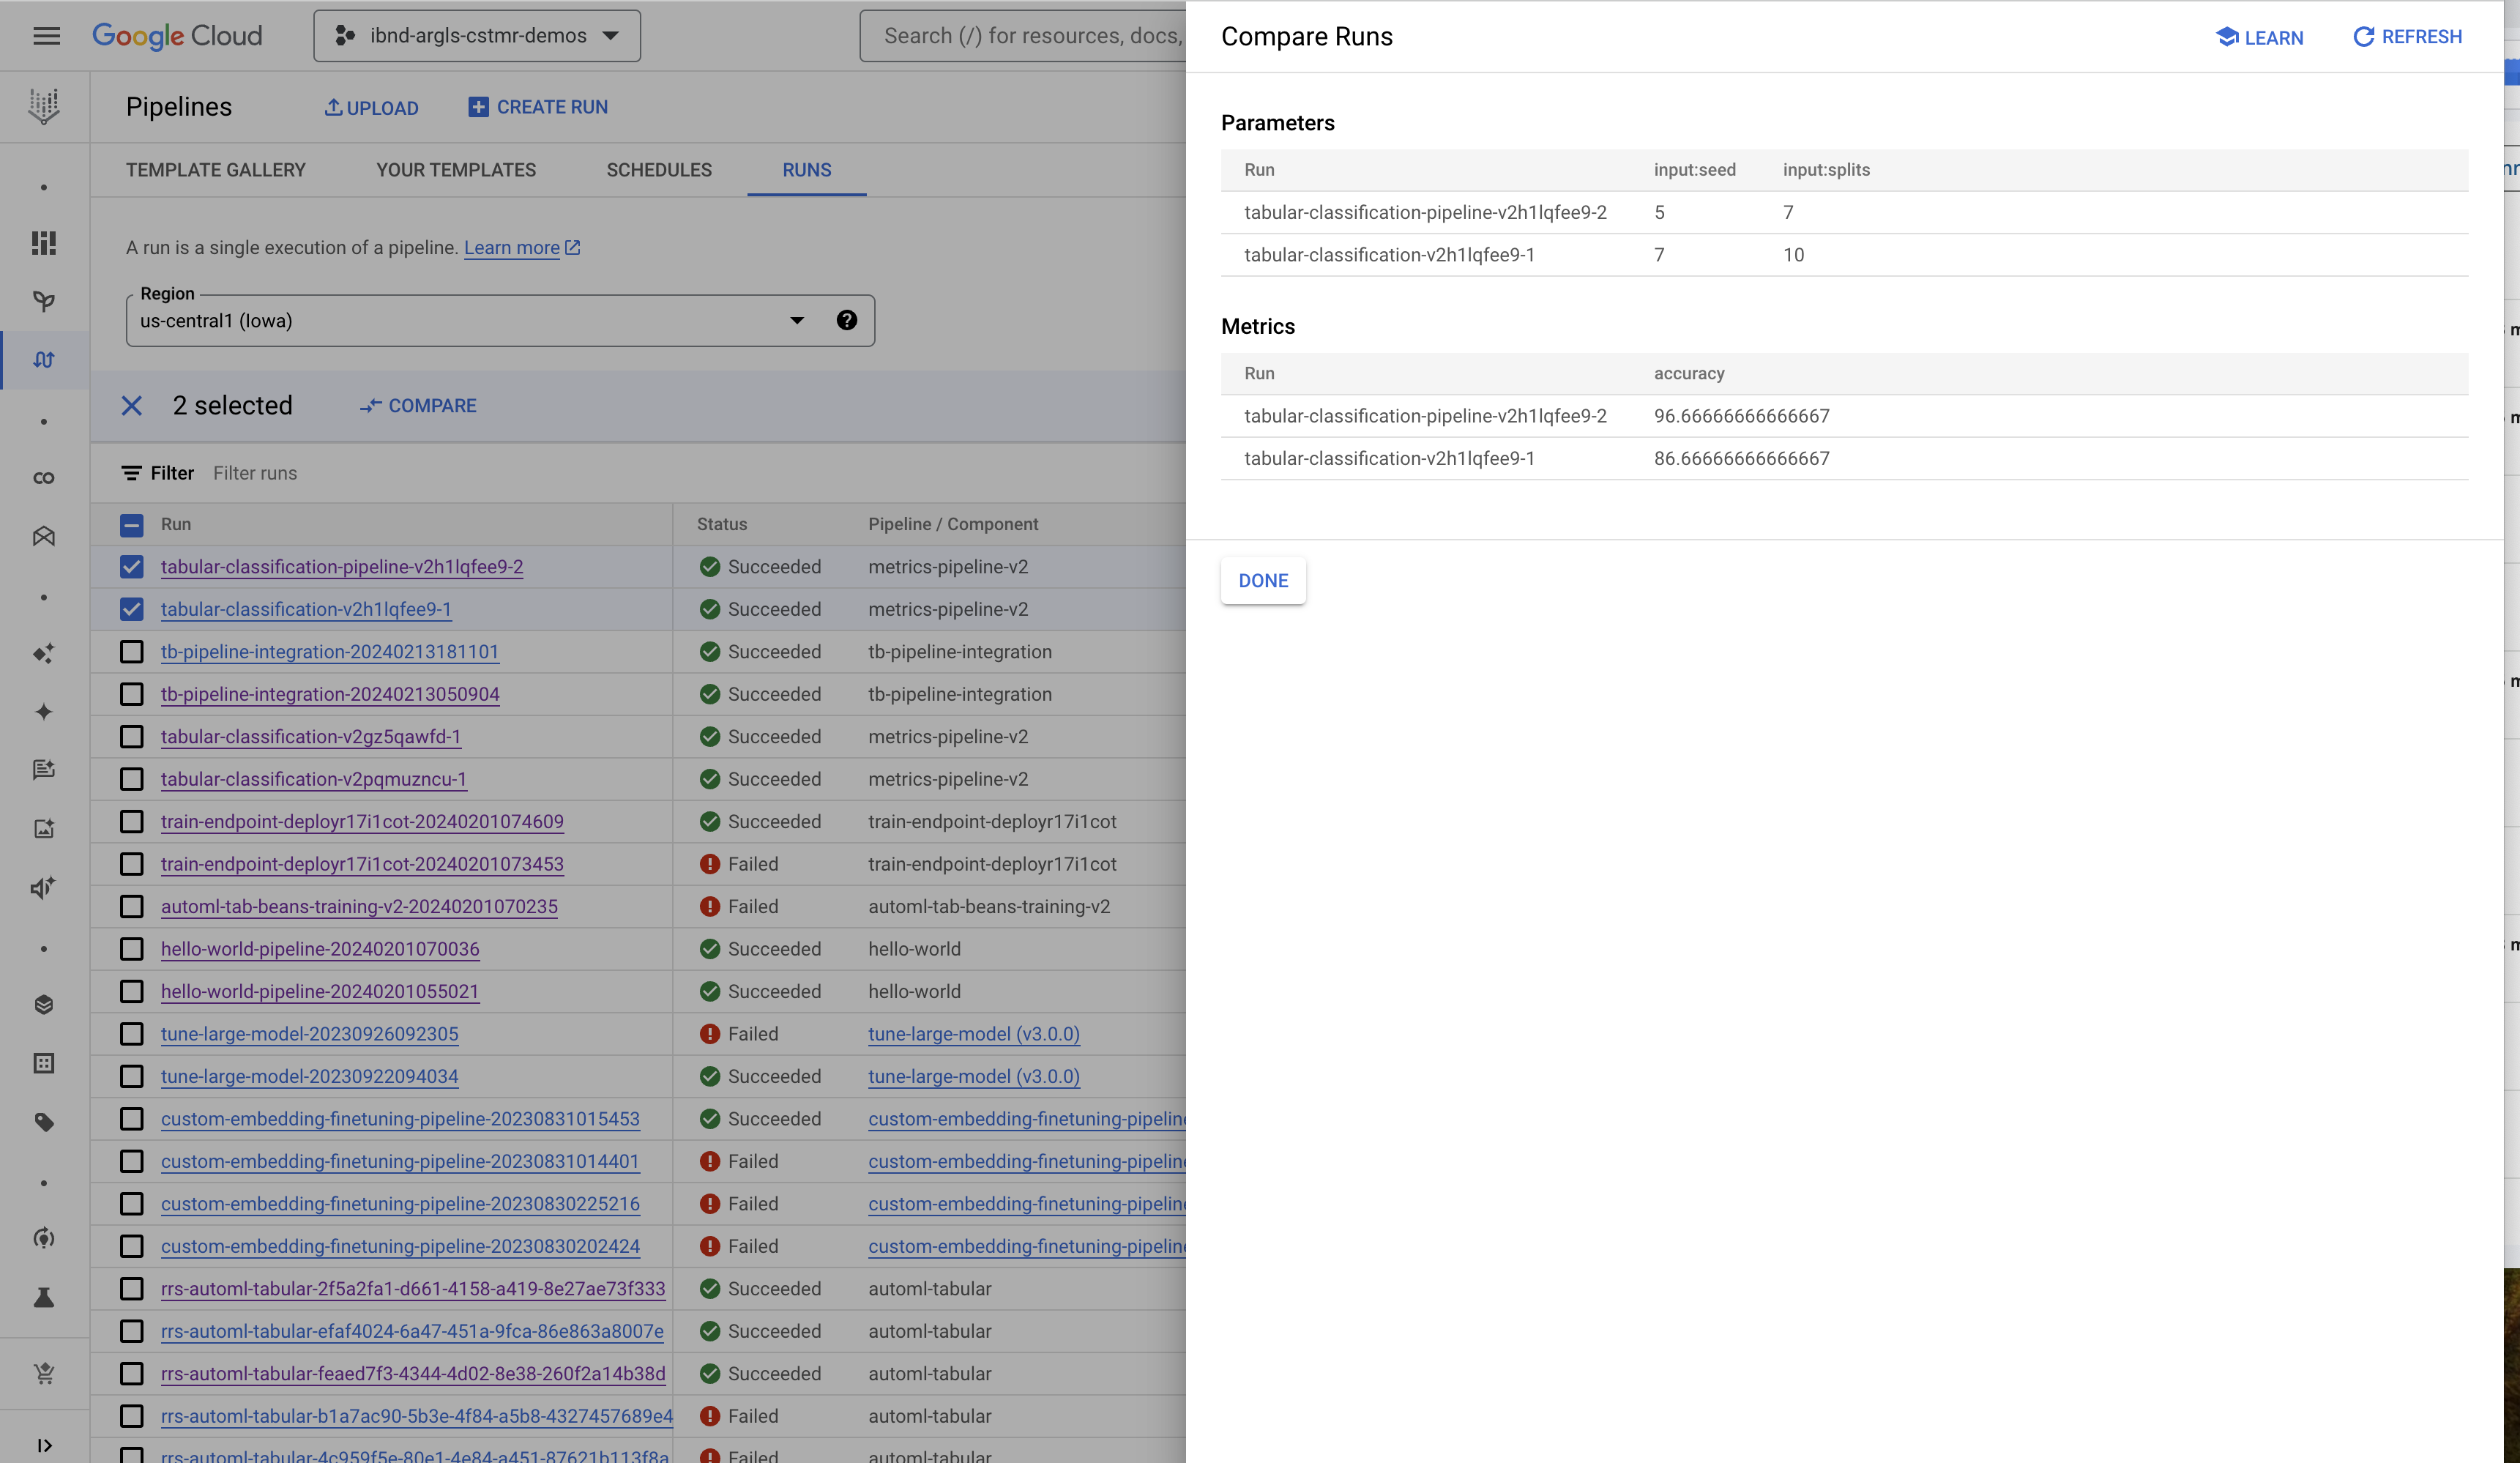 Google Cloud
ibnd-argls-cstmr-demos
Search (/) for resources, docs,
Pipelines
UPLOAD
CREATE RUN
TEMPLATE GALLERY
YOUR TEMPLATES
SCHEDULES
RUNS
A run is a single execution of a pipeline. Learn more
Region
us-central1 (Iowa)
2 selected
COMPARE
Filter Filter runs
Run Status Pipeline / Component
tabular-classification-pipeline-v2h1lqfee9-2 Succeeded metrics-pipeline-v2
tabular-classification-v2h1lqfee9-1 Succeeded metrics-pipeline-v2
tb-pipeline-integration-20240213181101 Succeeded tb-pipeline-integration
tb-pipeline-integration-20240213050904 Succeeded tb-pipeline-integration
tabular-classification-v2gz5qawfd-1 Succeeded metrics-pipeline-v2
tabular-classification-v2pqmuzncu-1 Succeeded metrics-pipeline-v2
train-endpoint-deployr17i1cot-20240201074609 Succeeded train-endpoint-deployr17i1cot
train-endpoint-deployr17i1cot-20240201073453 Failed train-endpoint-deployr17i1cot
automl-tab-beans-training-v2-20240201070235 Failed automl-tab-beans-training-v2
hello-world-pipeline-20240201070036 Succeeded hello-world
hello-world-pipeline-20240201055021 Succeeded hello-world
tune-large-model-20230926092305 Failed tune-large-model (v3.0.0)
tune-large-model-20230922094034 Succeeded tune-large-model (v3.0.0)
custom-embedding-finetuning-pipeline-20230831015453 Succeeded custom-embedding-finetuning-pipeline
custom-embedding-finetuning-pipeline-20230831014401 Failed custom-embedding-finetuning-pipeline
custom-embedding-finetuning-pipeline-20230830225216 Failed custom-embedding-finetuning-pipeline
custom-embedding-finetuning-pipeline-20230830202424 Failed custom-embedding-finetuning-pipeline
rrs-automl-tabular-2f5a2fa1-d661-4158-a419-8e27ae73f333 Succeeded automl-tabular
rrs-automl-tabular-efaf4024-6a47-451a-9fca-86e863a8007e Succeeded automl-tabular
rrs-automl-tabular-feaed7f3-4344-4d02-8e38-260f2a14b38d Succeeded automl-tabular
rrs-automl-tabular-b1a7ac90-5b3e-4f84-a5b8-4327457689e4 Failed automl-tabular
rrs-automl-tabular-4c959f5e-80e1-4e84-a451-87621b113f8a Failed automl-tabular
Compare Runs
LEARN
REFRESH
Parameters
Run input:seed input:splits
tabular-classification-pipeline-v2h1lqfee9-2 5 7
tabular-classification-v2h1lqfee9-1 7 10
Metrics
Run accuracy
tabular-classification-pipeline-v2h1lqfee9-2 96.66666666666667
tabular-classification-v2h1lqfee9-1 86.66666666666667
DONE